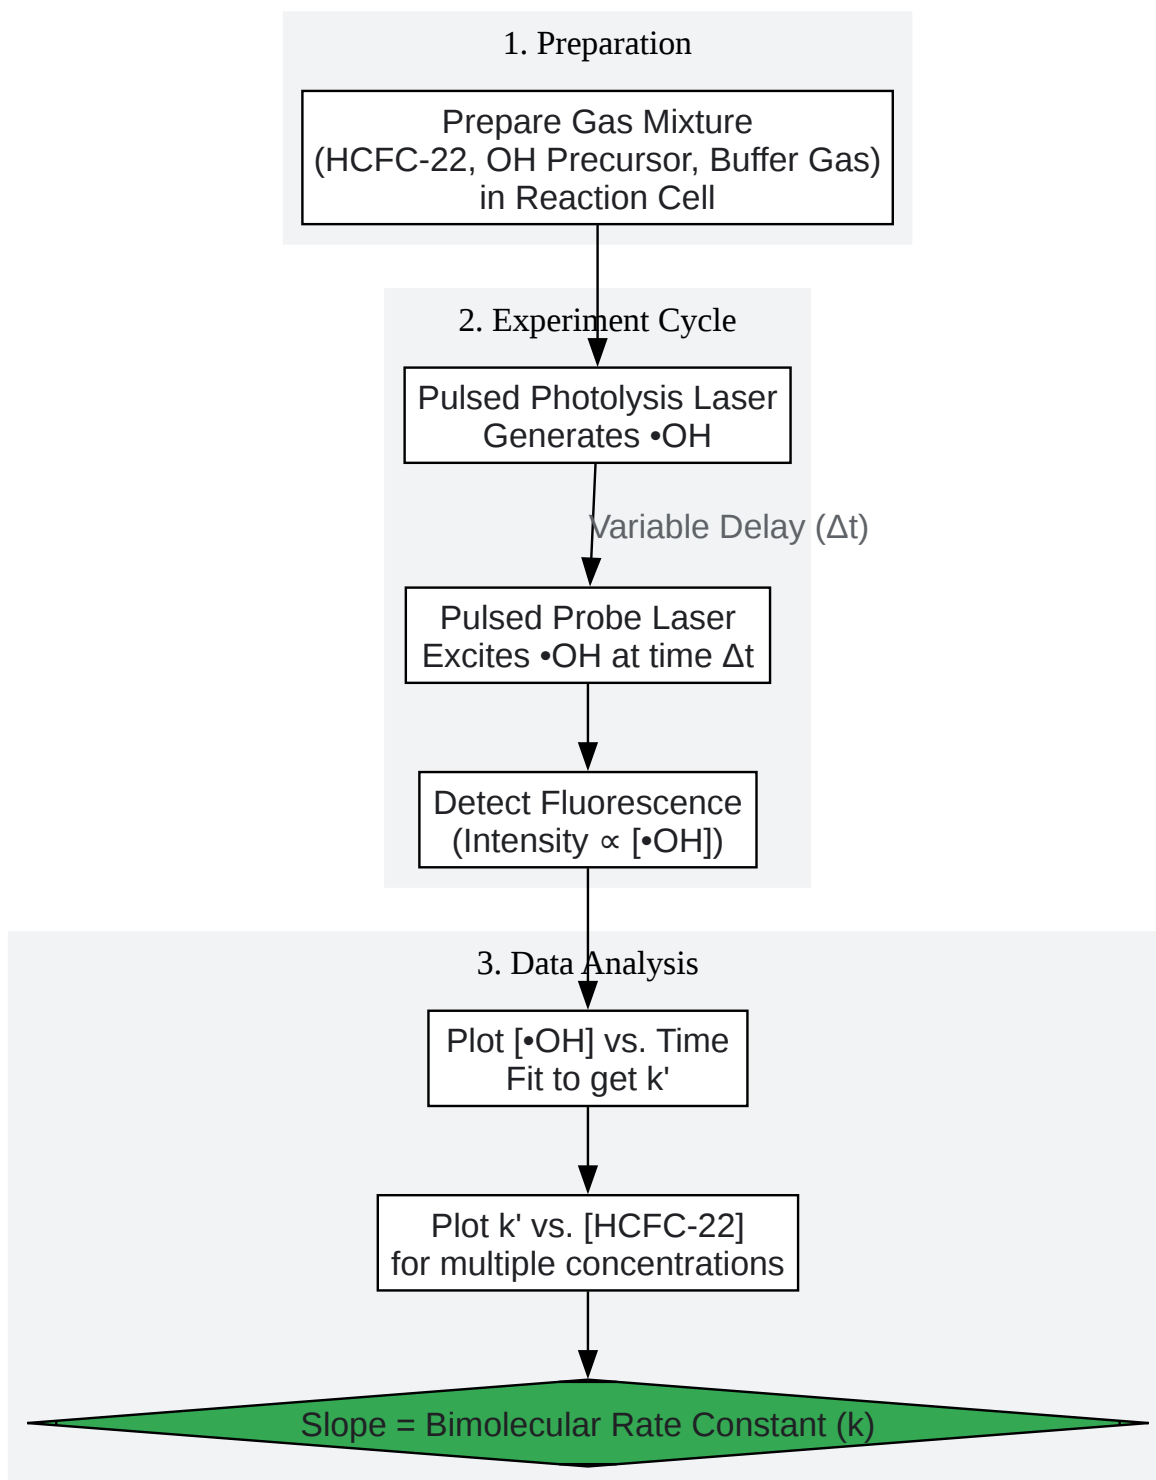 1. Preparation
Prepare Gas Mixture
(HCFC-22, OH Precursor, Buffer Gas)
in Reaction Cell
2. Experiment Cycle
Pulsed Photolysis Laser
Generates •OH
Variable Delay (Δt)
Pulsed Probe Laser
Excites •OH at time Δt
Detect Fluorescence
(Intensity ∝ [•OH])
3. Data Analysis
Plot [•OH] vs. Time
Fit to get k'
Plot k' vs. [HCFC-22]
for multiple concentrations
Slope = Bimolecular Rate Constant (k)